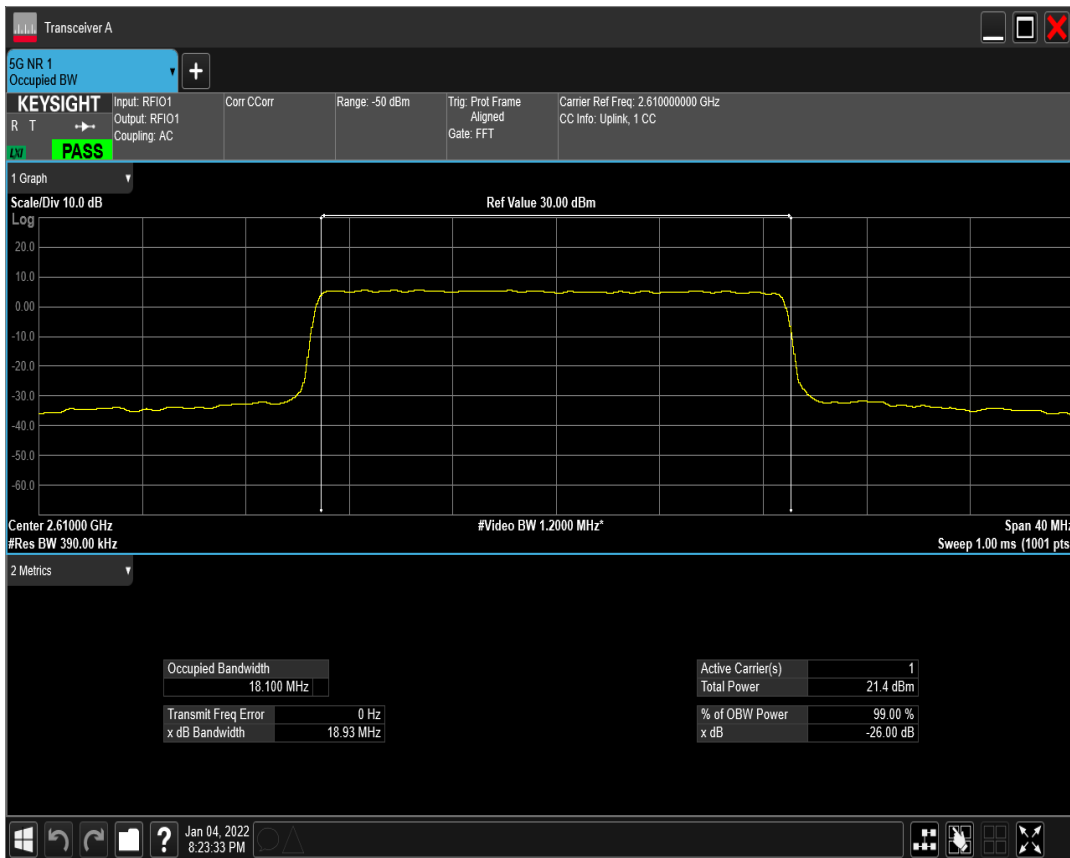 Transceiver A
5G NR 1
Occupied BW
+
KEYSIGHT
R T
LXI
PASS
Input: RFIO1
Output: RFIO1
Coupling: AC
Corr CCorr
Range: -50 dBm
Trig: Prot Frame
Aligned
Gate: FFT
Carrier Ref Freq: 2.610000000 GHz
CC Info: Uplink, 1 CC
1 Graph
Scale/Div 10.0 dB
Ref Value 30.00 dBm
Log
20.0
10.0
0.00
-10.0
-20.0
-30.0
-40.0
-50.0
-60.0
Center 2.61000 GHz
#Video BW 1.2000 MHz*
Span 40 MHz
#Res BW 390.00 kHz
Sweep 1.00 ms (1001 pts
2 Metrics
Occupied Bandwidth
18.100 MHz
Transmit Freq Error 0 Hz
x dB Bandwidth 18.93 MHz
Active Carrier(s) 1
Total Power 21.4 dBm
% of OBW Power 99.00 %
x dB -26.00 dB
?
Jan 04, 2022
8:23:33 PM